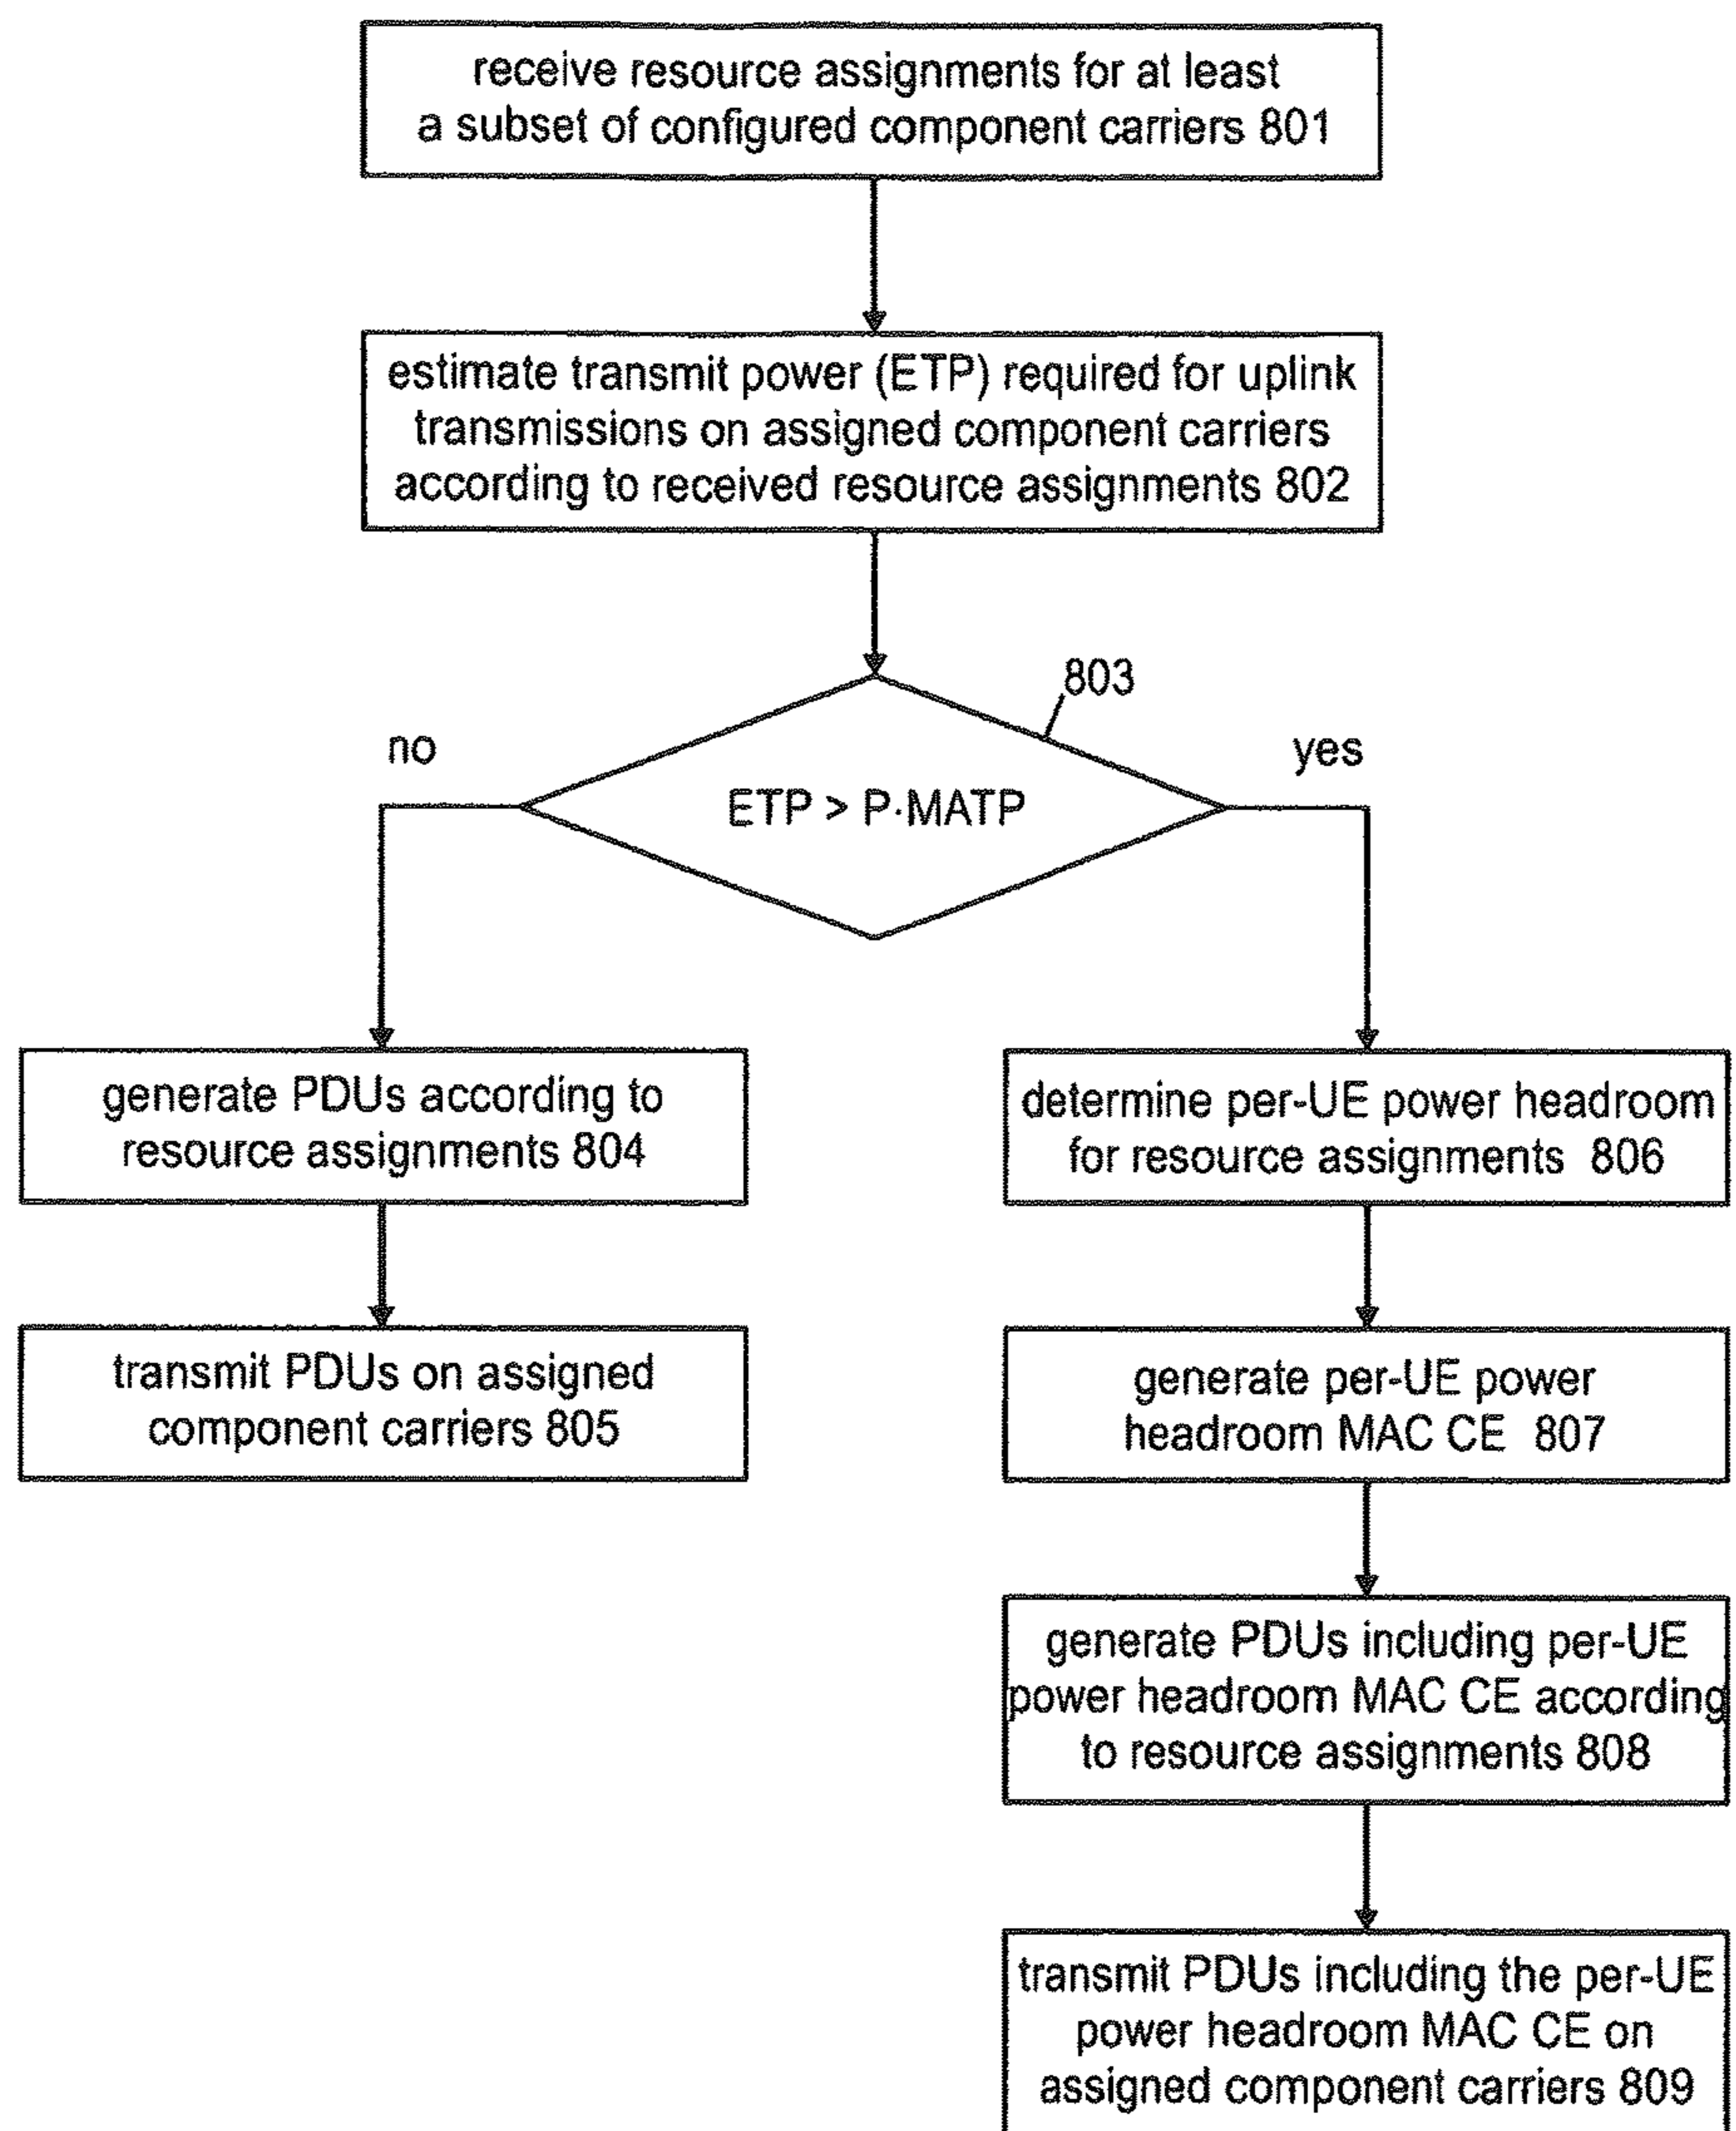 receive resource assignments for at least
a subset of configured component carriers 801
estimate transmit power (ETP) required for uplink
transmissions on assigned component carriers
according to received resource assignments 802
803
no
yes
ETP > P·MATP
generate PDUs according to
resource assignments 804
transmit PDUs on assigned
component carriers 805
determine per-UE power headroom
for resource assignments 806
generate per-UE power
headroom MAC CE 807
generate PDUs including per-UE
power headroom MAC CE according
to resource assignments 808
transmit PDUs including the per-UE
power headroom MAC CE on
assigned component carriers 809